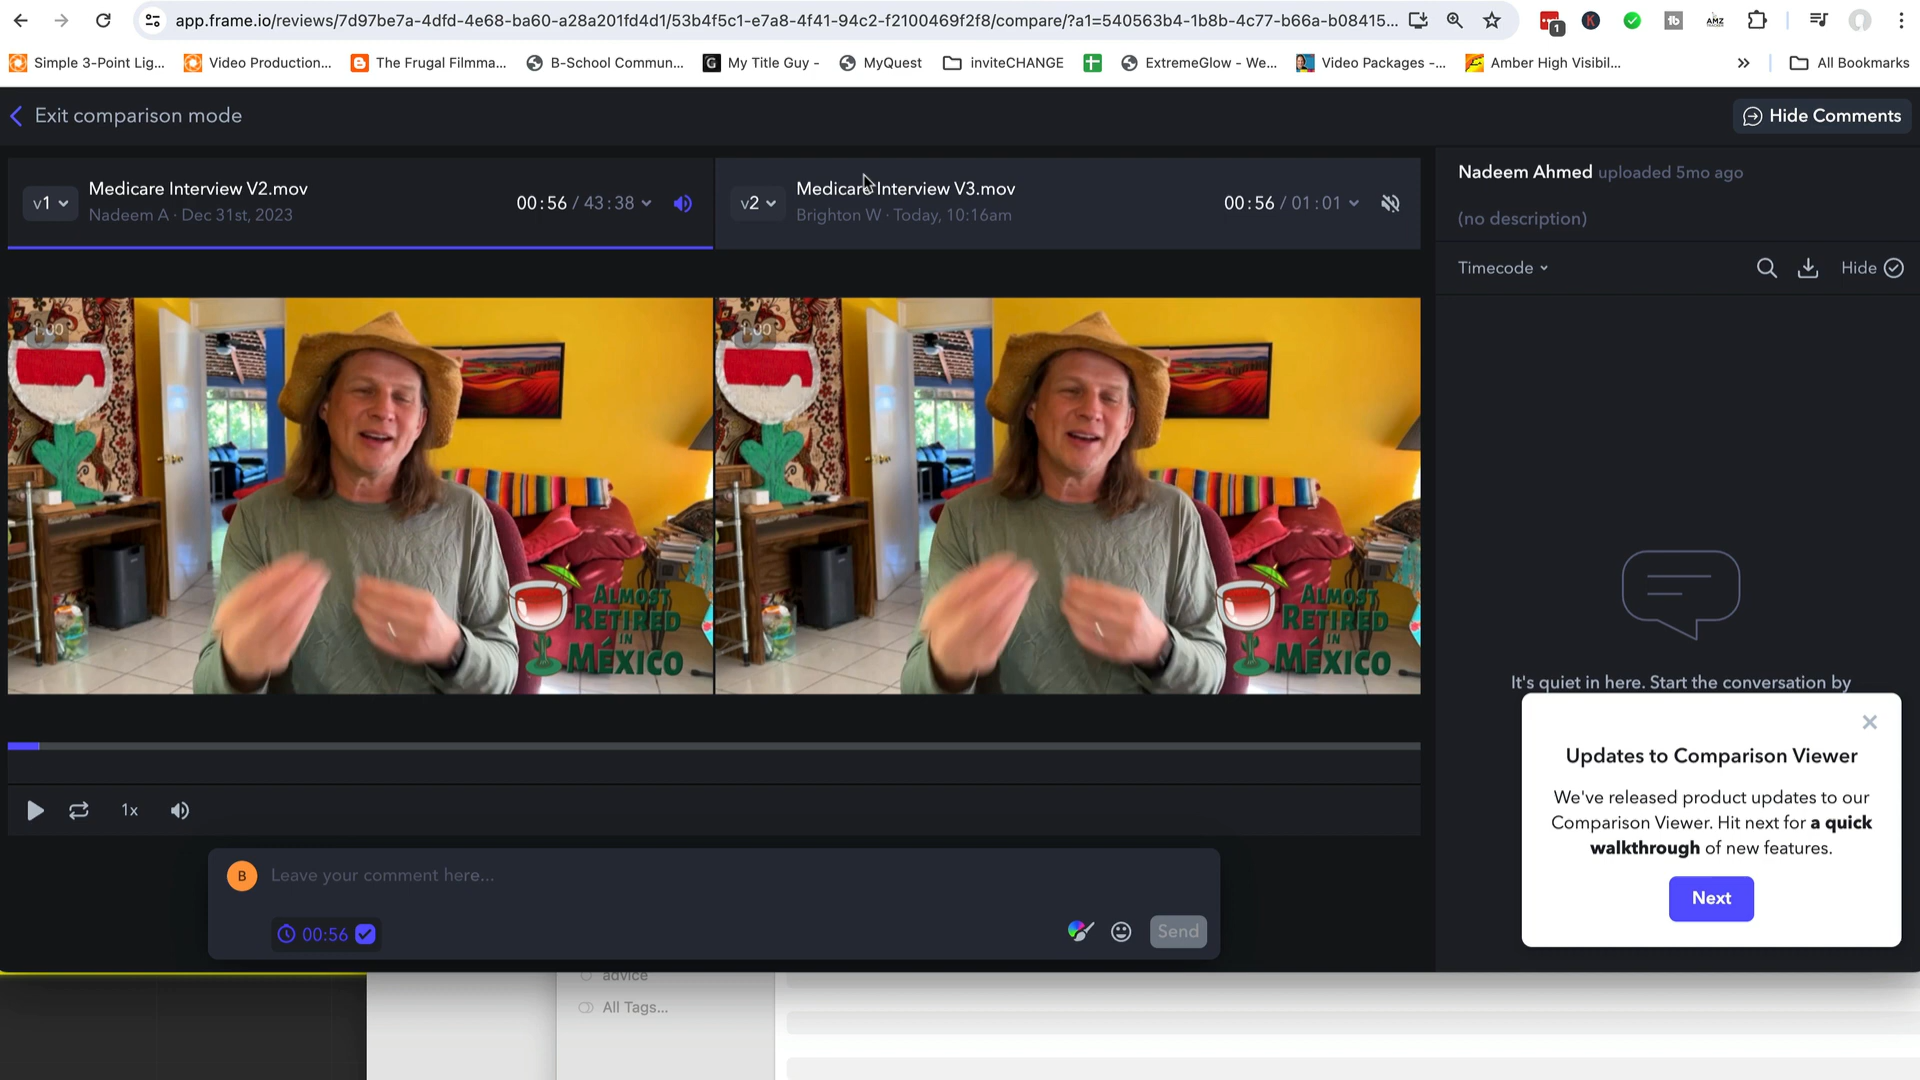 app.frame.io/reviews/7d97be7a-4dfd-4e68-ba60-a28a201fd4d1/53b4f5c1-e7a8-4f41-94c2-f2100469f2f8/compare/?a1=540563b4-1b8b-4c77-b66a-b08415...
1
K
tb
AMZ
Simple 3-Point Lig...
Video Production...
The Frugal Filmma...
B-School Commun...
G
My Title Guy -
MyQuest
inviteCHANGE
ExtremeGlow - We...
Video Packages -...
Amber High Visibil...
All Bookmarks
Exit comparison mode
Hide Comments
v1
Medicare Interview V2.mov
Nadeem A · Dec 31st, 2023
00:56 / 43:38
v2
Medicare Interview V3.mov
Brighton W · Today, 10:16am
00:56 / 01:01
Nadeem Ahmed uploaded 5mo ago
(no description)
Timecode
Hide
1.00
1.00
ALMOST
RETIRED
IN
MÉXICO
ALMOST
RETIRED
IN
MÉXICO
It's quiet in here. Start the conversation by
Updates to Comparison Viewer
We've released product updates to our
Comparison Viewer. Hit next for a quick
walkthrough of new features.
Next
1x
B
Leave your comment here...
00:56
Send
advice
All Tags...